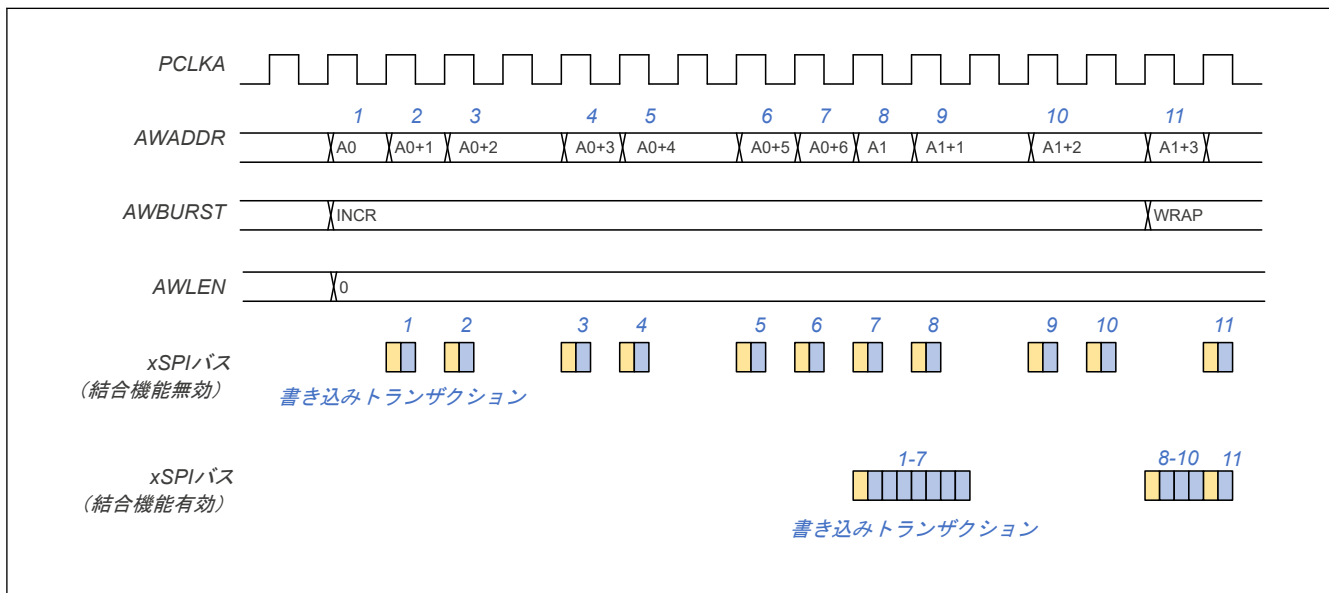 PCLKA
1 2 3 4 5 6 7 8 9 10 11
AWADDR A0 A0+1 A0+2 A0+3 A0+4 A0+5 A0+6 A1 A1+1 A1+2 A1+3
AWBURST INCR WRAP
AWLEN 0
1 2 3 4 5 6 7 8 9 10 11
xSPIバス
（結合機能無効）
書き込みトランザクション
1-7 8-10 11
xSPIバス
（結合機能有効）
書き込みトランザクション